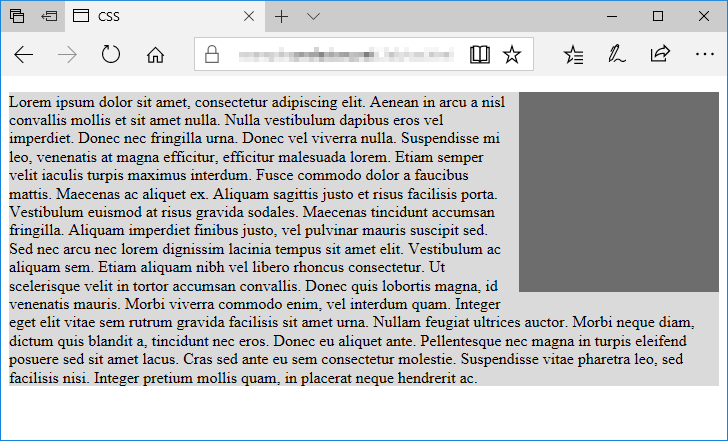 CSS
Lorem ipsum dolor sit amet, consectetur adipiscing elit. Aenean in arcu a nisl
convallis mollis et sit amet nulla. Nulla vestibulum dapibus eros vel
imperdiet. Donec nec fringilla urna. Donec vel viverra nulla. Suspendisse mi
leo, venenatis at magna efficitur, efficitur malesuada lorem. Etiam semper
velit iaculis turpis maximus interdum. Fusce commodo dolor a faucibus
mattis. Maecenas ac aliquet ex. Aliquam sagittis justo et risus facilisis porta.
Vestibulum euismod at risus gravida sodales. Maecenas tincidunt accumsan
fringilla. Aliquam imperdiet finibus justo, vel pulvinar mauris suscipit sed.
Sed nec arcu nec lorem dignissim lacinia tempus sit amet elit. Vestibulum ac
aliquam sem. Etiam aliquam nibh vel libero rhoncus consectetur. Ut
scelerisque velit in tortor accumsan convallis. Donec quis lobortis magna, id
venenatis mauris. Morbi viverra commodo enim, vel interdum quam. Integer
eget elit vitae sem rutrum gravida facilisis sit amet urna. Nullam feugiat ultrices auctor. Morbi neque diam,
dictum quis blandit a, tincidunt nec eros. Donec eu aliquet ante. Pellentesque nec magna in turpis eleifend
posuere sed sit amet lacus. Cras sed ante eu sem consectetur molestie. Suspendisse vitae pharetra leo, sed
facilisis nisi. Integer pretium mollis quam, in placerat neque hendrerit ac.